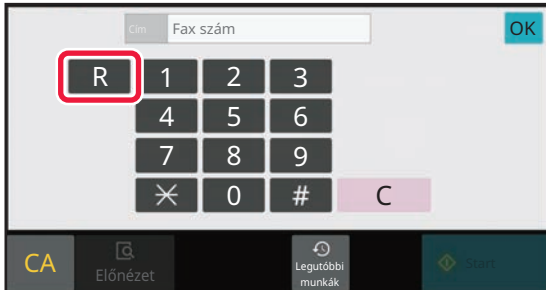 Cím Fax szám OK
R 1 2 3
4 5 6
7 8 9
* 0 # C
CA
Előnézet
Legutóbbi
munkák
Start